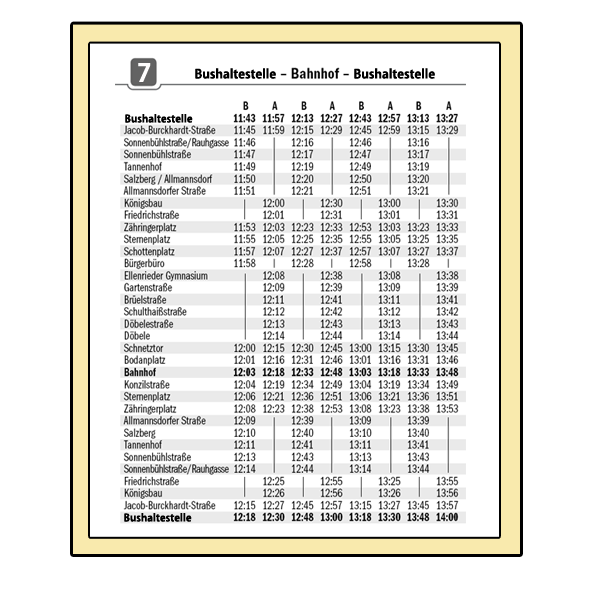 7
Bushaltestelle – Bahnhof – Bushaltestelle
B A B A B A B A
Bushaltestelle 11:43 11:57 12:13 12:27 12:43 12:57 13:13 13:27
Jacob-Burckhardt-Straße 11:45 11:59 12:15 12:29 12:45 12:59 13:15 13:29
Sonnenbühlstraße/Rauhgasse 11:46 | 12:16 | 12:46 | 13:16 |
Sonnenbühlstraße 11:47 | 12:17 | 12:47 | 13:17 |
Tannenhof 11:49 | 12:19 | 12:49 | 13:19 |
Salzberg / Allmannsdorf 11:50 | 12:20 | 12:50 | 13:20 |
Allmannsdorfer Straße 11:51 | 12:21 | 12:51 | 13:21 |
Königsbau | 12:00 | 12:30 | 13:00 | 13:30
Friedrichstraße | 12:01 | 12:31 | 13:01 | 13:31
Zähringerplatz 11:53 12:03 12:23 12:33 12:53 13:03 13:23 13:33
Sternenplatz 11:55 12:05 12:25 12:35 12:55 13:05 13:25 13:35
Schottenplatz 11:57 12:07 12:27 12:37 12:57 13:07 13:27 13:37
Bürgerbüro 11:58 | 12:28 | 12:58 | 13:28 |
Ellenrieder Gymnasium | 12:08 | 12:38 | 13:08 | 13:38
Gartenstraße | 12:09 | 12:39 | 13:09 | 13:39
Brüelstraße | 12:11 | 12:41 | 13:11 | 13:41
Schulthaißstraße | 12:12 | 12:42 | 13:12 | 13:42
Döbelestraße | 12:13 | 12:43 | 13:13 | 13:43
Döbele | 12:14 | 12:44 | 13:14 | 13:44
Schnetztor 12:00 12:15 12:30 12:45 13:00 13:15 13:30 13:45
Bodanplatz 12:01 12:16 12:31 12:46 13:01 13:16 13:31 13:46
Bahnhof 12:03 12:18 12:33 12:48 13:03 13:18 13:33 13:48
Konzilstraße 12:04 12:19 12:34 12:49 13:04 13:19 13:34 13:49
Sternenplatz 12:06 12:21 12:36 12:51 13:06 13:21 13:36 13:51
Zähringerplatz 12:08 12:23 12:38 12:53 13:08 13:23 13:38 13:53
Allmannsdorfer Straße 12:09 | 12:39 | 13:09 | 13:39 |
Salzberg 12:10 | 12:40 | 13:10 | 13:40 |
Tannenhof 12:11 | 12:41 | 13:11 | 13:41 |
Sonnenbühlstraße 12:13 | 12:43 | 13:13 | 13:43 |
Sonnenbühlstraße/Rauhgasse 12:14 | 12:44 | 13:14 | 13:44 |
Friedrichstraße | 12:25 | 12:55 | 13:25 | 13:55
Königsbau | 12:26 | 12:56 | 13:26 | 13:56
Jacob-Burckhardt-Straße 12:15 12:27 12:45 12:57 13:15 13:27 13:45 13:57
Bushaltestelle 12:18 12:30 12:48 13:00 13:18 13:30 13:48 14:00